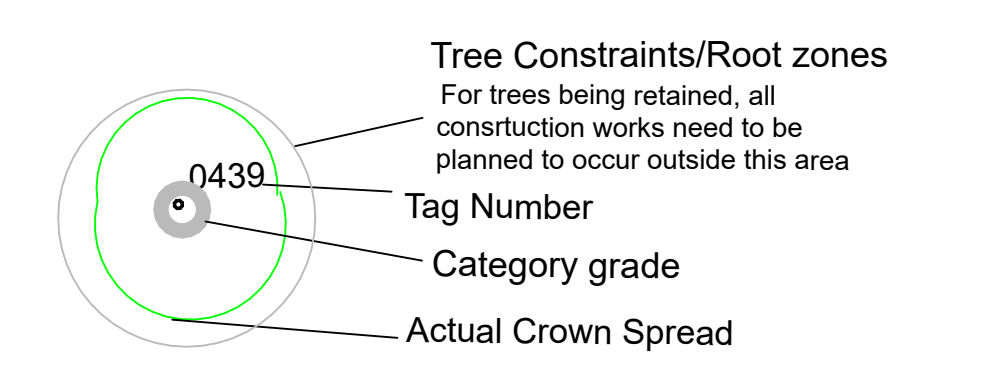 Tree Constraints/Root zones
For trees being retained, all
consrtuction works need to be
planned to occur outside this area
0439
Tag Number
Category grade
Actual Crown Spread